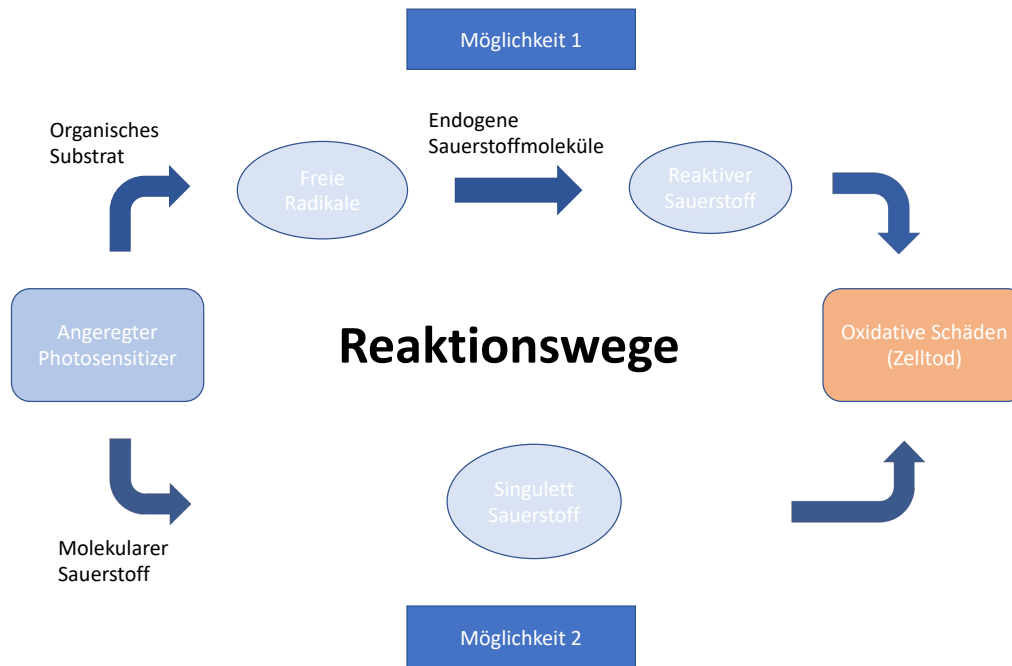 Möglichkeit 1
Organisches
Substrat
Endogene
Sauerstoffmoleküle
Freie
Radikale
Reaktiver
Sauerstoff
Angeregter
Photosensitizer
Reaktionswege
Oxidative Schäden
(Zelltod)
Singulett
Sauerstoff
Molekularer
Sauerstoff
Möglichkeit 2